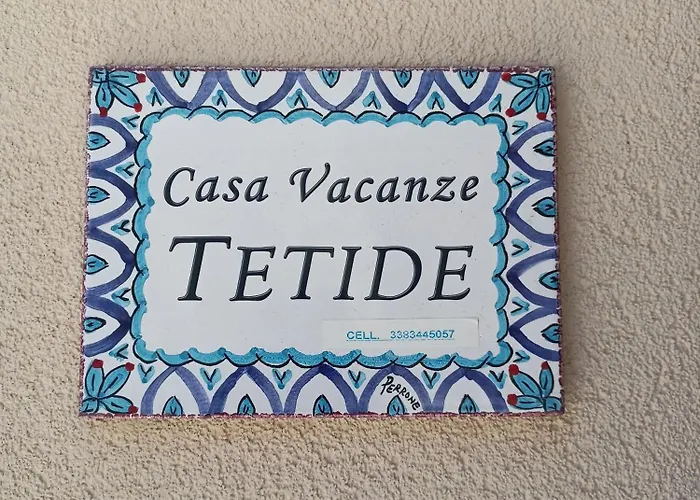 Casa Vacanze
TETIDE
CELL. 3383445057
PERRONE